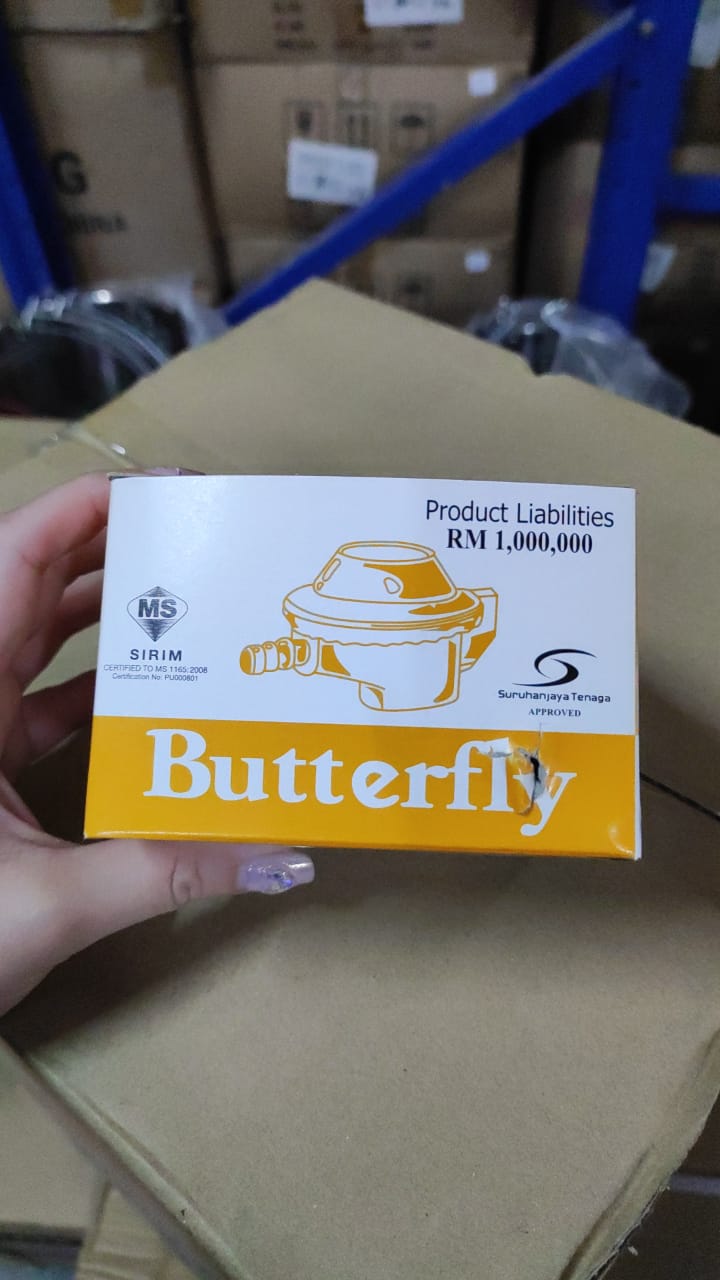 G
Product Liabilities
RM 1,000,000
MS
SIRIM
CERTIFIED TO MS 1165:2008
Certification No: PU000801
Suruhanjaya Tenaga
APPROVED
Butterfly